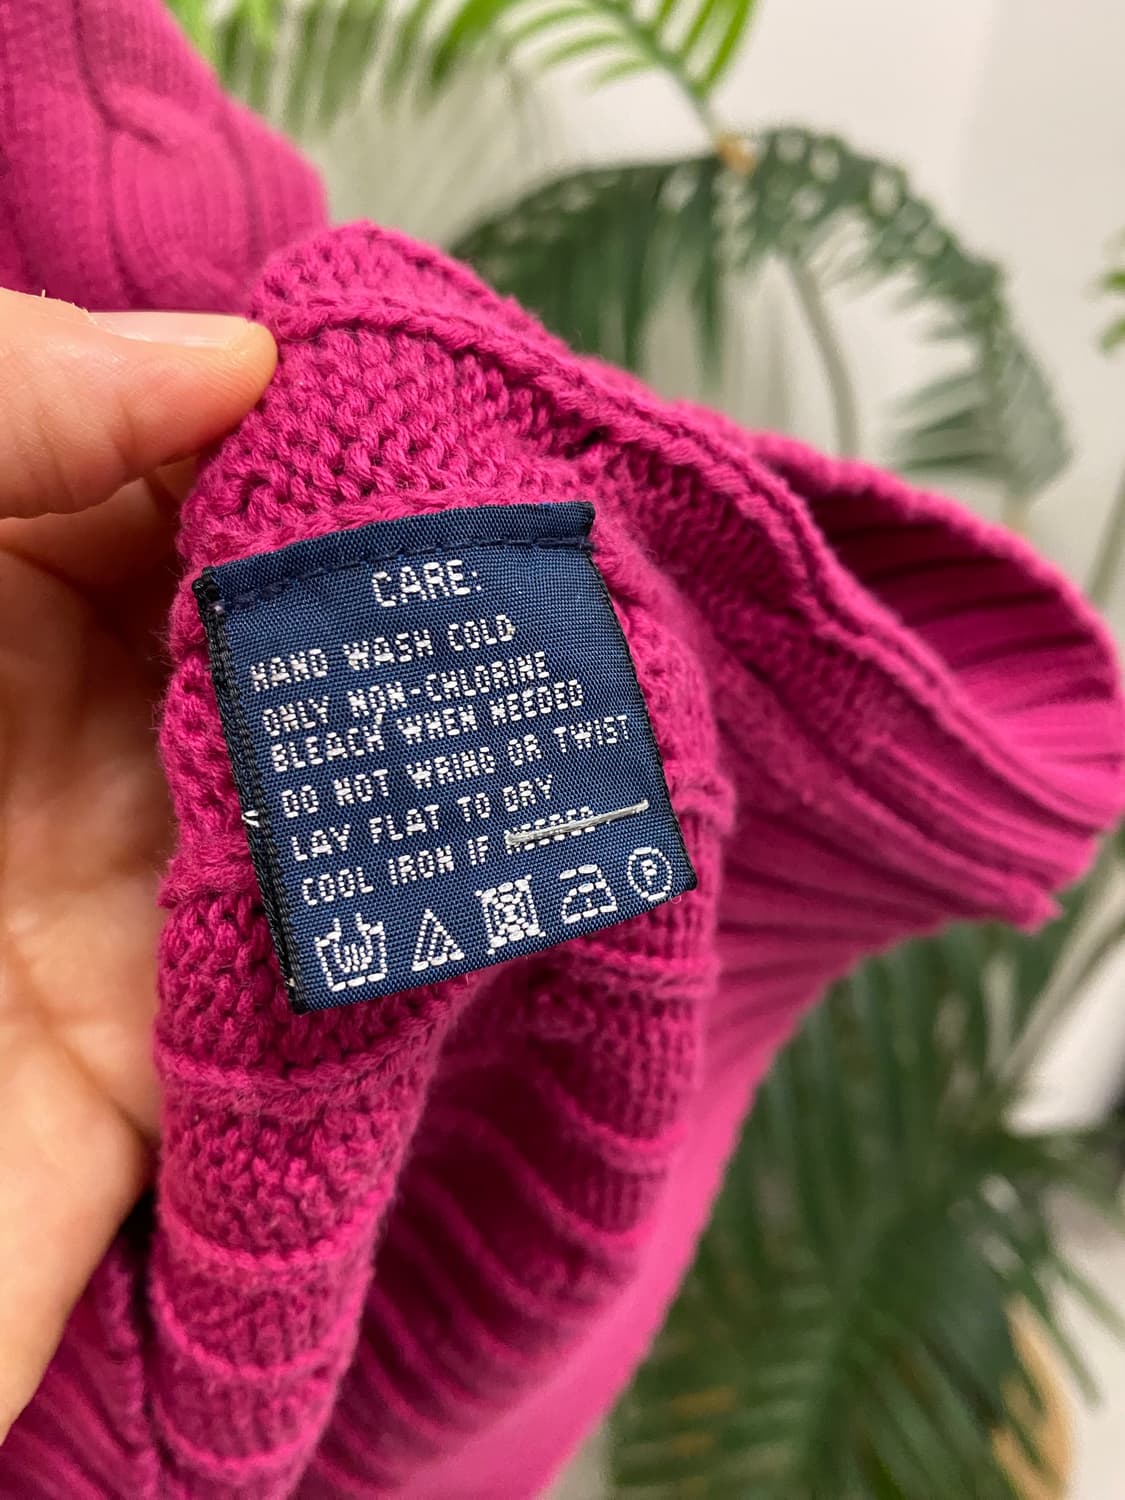 CARE:
HAND WASH COLD
ONLY NON-CHLORINE
BLEACH WHEN NEEDED
DO NOT WRING OR TWIST
LAY FLAT TO DRY
COOL IRON IF NEEDED
P